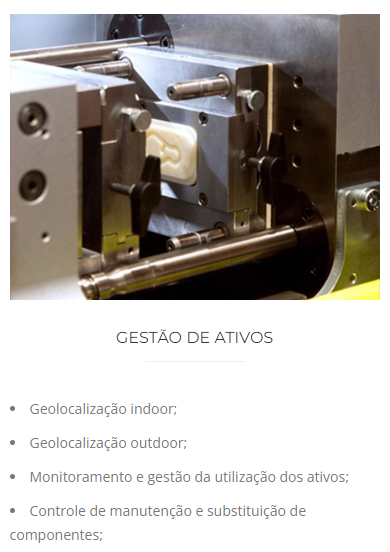 GESTÃO DE ATIVOS
• Geolocalização indoor;
• Geolocalização outdoor;
• Monitoramento e gestão da utilização dos ativos;
• Controle de manutenção e substituição de
componentes;